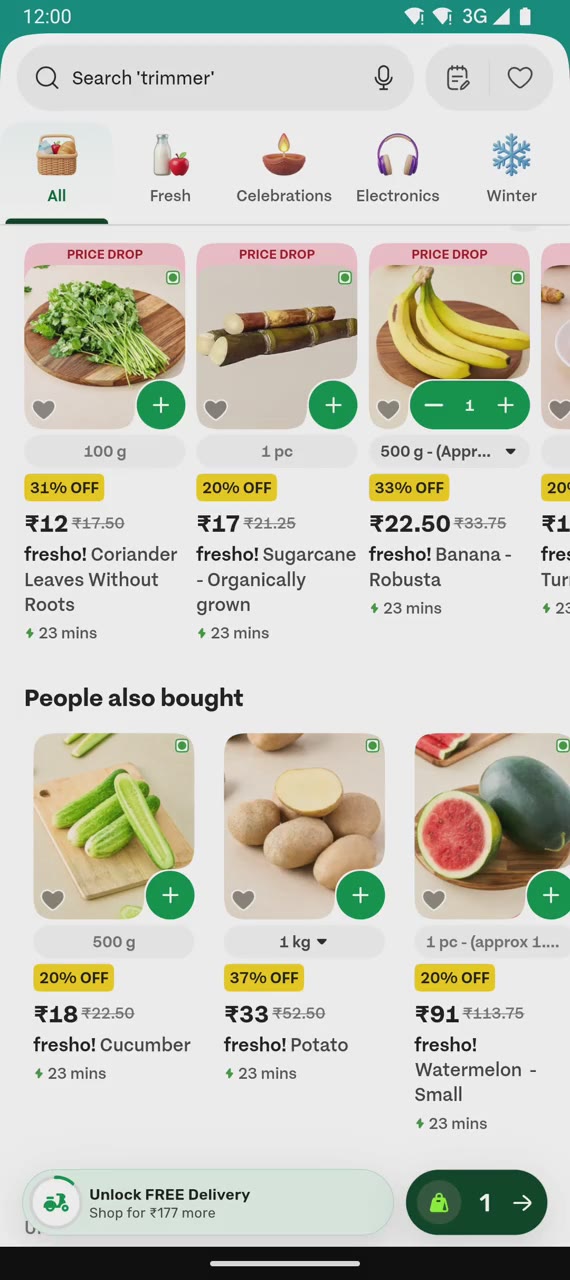 12:00
3G
Search 'trimmer'
All
Fresh
Celebrations
Electronics
Winter
PRICE DROP
PRICE DROP
PRICE DROP
1
100 g
1 pc
500 g - (Appr...
31% OFF
20% OFF
33% OFF
20%
₹12 ₹17.50
₹17 ₹21.25
₹22.50 ₹33.75
₹1
fresho! Coriander
Leaves Without
Roots
fresho! Sugarcane
- Organically
grown
fresho! Banana -
Robusta
23 mins
23 mins
23 mins
People also bought
500 g
1 kg
1 pc - (approx 1....
20% OFF
37% OFF
20% OFF
₹18 ₹22.50
₹33 ₹52.50
₹91 ₹113.75
fresho! Cucumber
fresho! Potato
fresho!
Watermelon -
Small
23 mins
23 mins
23 mins
Unlock FREE Delivery
Shop for ₹177 more
1